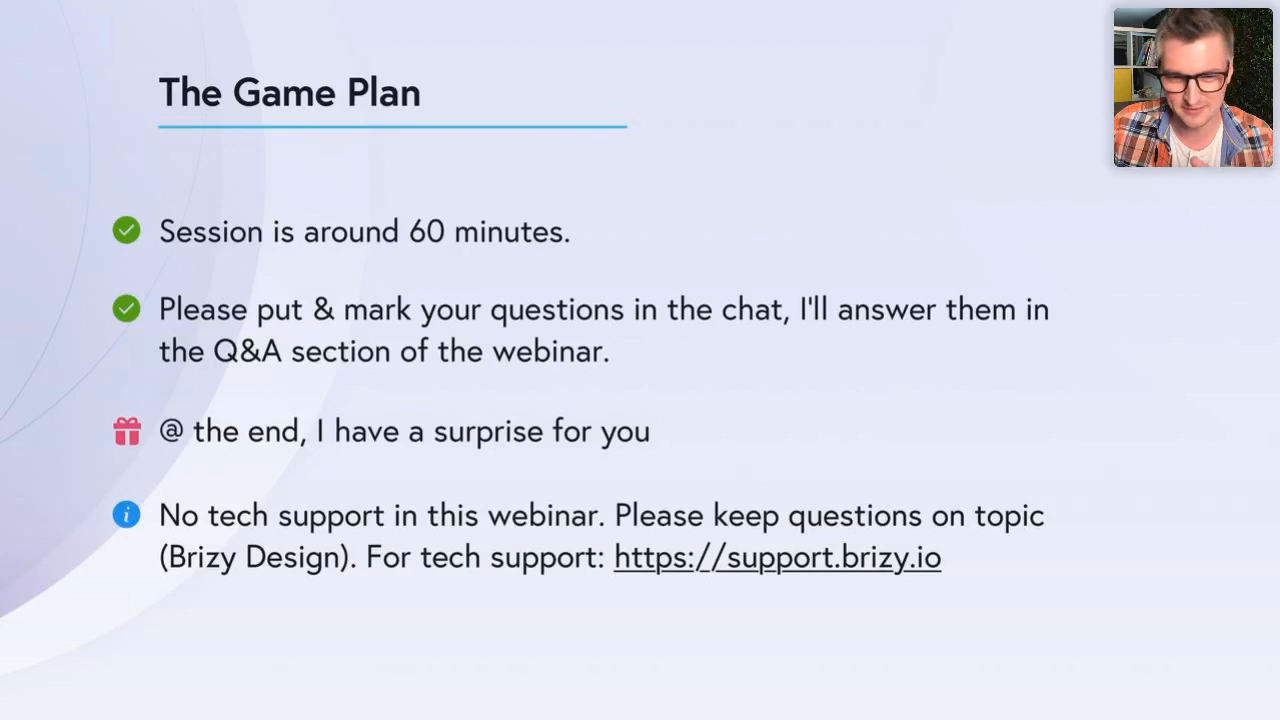 The Game Plan
Session is around 60 minutes.
Please put & mark your questions in the chat, I'll answer them in
the Q&A section of the webinar.
@ the end, I have a surprise for you
No tech support in this webinar. Please keep questions on topic
(Brizy Design). For tech support: https://support.brizy.io